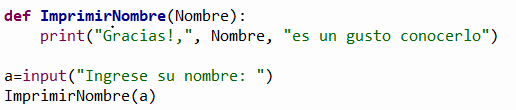 def ImprimirNombre(Nombre):
    print("Gracias!,", Nombre, "es un gusto conocerlo")
a=input("Ingrese su nombre: ")
ImprimirNombre(a)